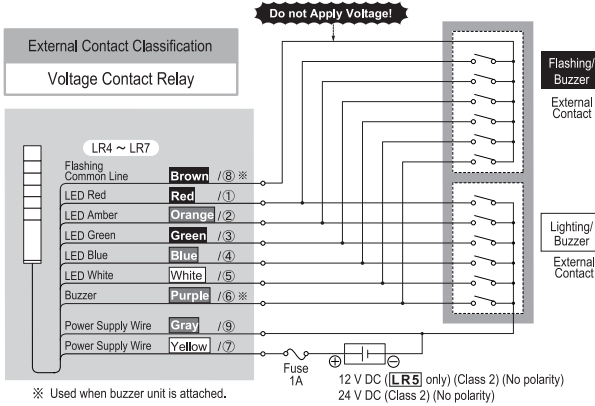 Do not Apply Voltage!
External Contact Classification
Voltage Contact Relay
Flashing/
Buzzer
External
Contact
LR4 ~ LR7
Flashing
Common Line
Brown /⑧ ※
LED Red
Red /①
LED Amber
Orange /②
LED Green
Green /③
LED Blue
Blue /④
LED White
White /⑤
Buzzer
Purple /⑥ ※
Lighting/
Buzzer
External
Contact
Power Supply Wire
Gray /⑨
Power Supply Wire
Yellow /⑦
Fuse
1A
⊕ ⊖
12 V DC (LR5 only) (Class 2) (No polarity)
24 V DC (Class 2) (No polarity)
※ Used when buzzer unit is attached.